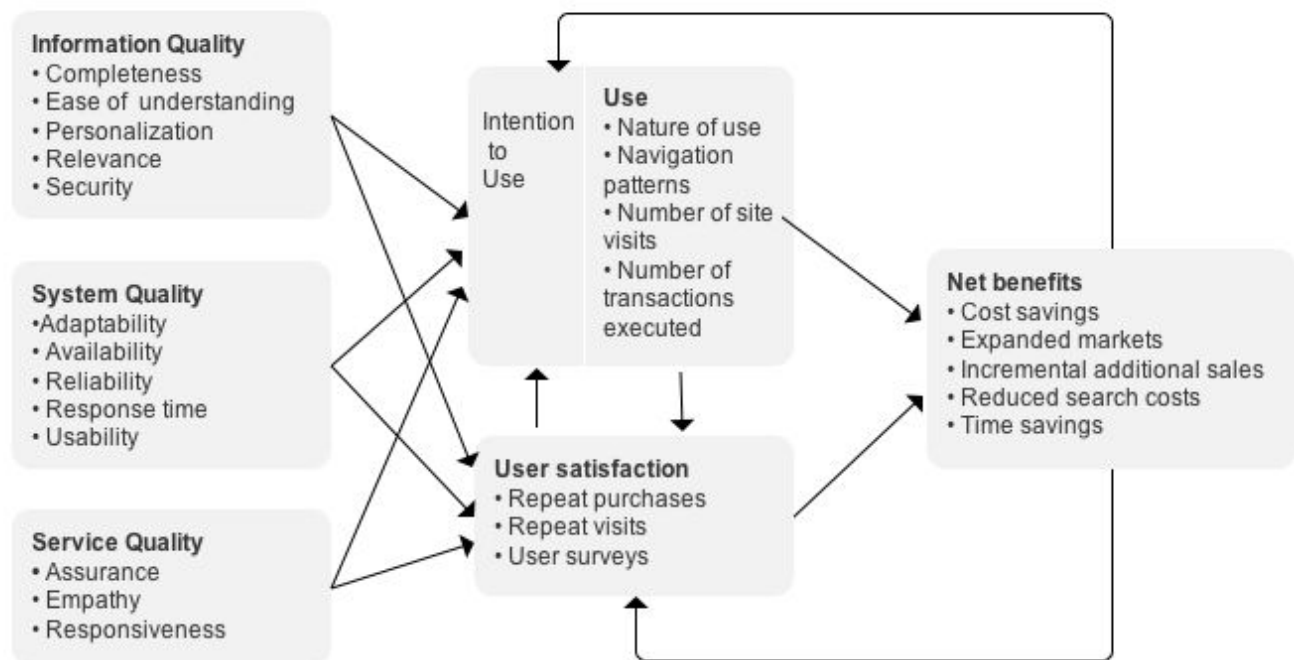 Information Quality
• Completeness
• Ease of understanding
• Personalization
• Relevance
• Security
System Quality
•Adaptability
• Availability
• Reliability
• Response time
• Usability
Service Quality
• Assurance
• Empathy
• Responsiveness
Intention
to
Use
Use
• Nature of use
• Navigation
patterns
• Number of site
visits
• Number of
transactions
executed
User satisfaction
• Repeat purchases
• Repeat visits
• User surveys
Net benefits
• Cost savings
• Expanded markets
• Incremental additional sales
• Reduced search costs
• Time savings